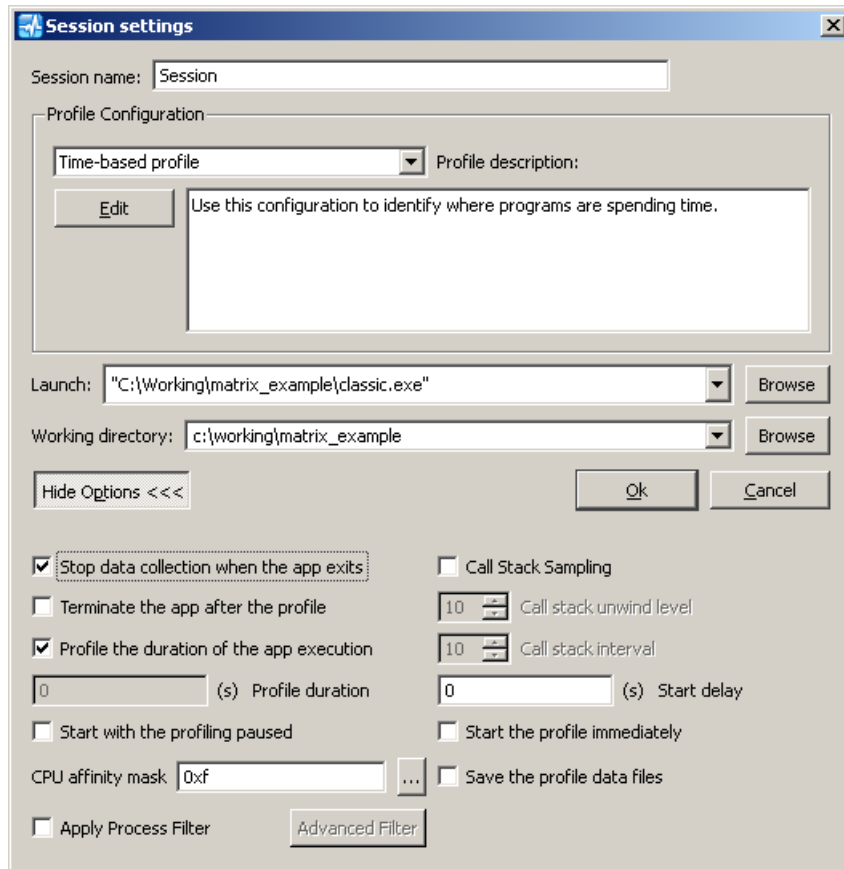 Session settings
Session name: Session
Profile Configuration
Time-based profile Profile description:
Edit Use this configuration to identify where programs are spending time.
Launch: "C:\Working\matrix_example\classic.exe" Browse
Working directory: c:\working\matrix_example Browse
Hide Options <<< Ok Cancel
Stop data collection when the app exits Call Stack Sampling
Terminate the app after the profile 10 Call stack unwind level
Profile the duration of the app execution 10 Call stack interval
0 (s) Profile duration 0 (s) Start delay
Start with the profiling paused Start the profile immediately
CPU affinity mask 0xf ... Save the profile data files
Apply Process Filter Advanced Filter